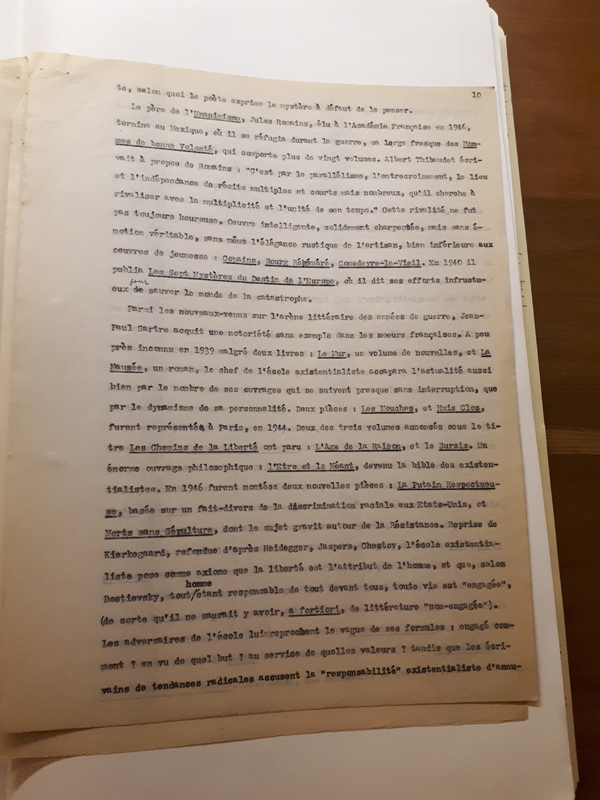 10
te, selon quoi le poète exprime le mystère à défaut de le penser.
Le père de l'Unanimisme, Jules Romains, élu à l'Académie Française en 1946,
termina au Mexique, où il se réfugia durant la guerre, sa large fresque des Hom-
mes de bonne Volonté, qui comporte plus de vingt volumes. Albert Thibaudet écri-
vait à propos de Romains : "C'est par le parallélisme, l'entrecroisement, le lieu
et l'indépendance de récits multiples et courts mais nombreux, qu'il cherche à
rivaliser avec la multiplicité et l'unité de son temps." Cette rivalité ne fut
pas toujours heureuse. Oeuvre intelligente, solidement charpentée, mais sans é-
motion véritable, sans même l'élégance rustique de l'artisan, bien inférieure aux
oeuvres de jeunesse : Copains, Bourg Régénéré, Cromedeyre-le-Vieil. En 1940 il
publia Les Sept Mystères du Destin de l'Europe, où il dit ses efforts infructu-
eux pour sauver le monde de la catastrophe.
Parmi les nouveaux-venus sur l'arène littéraire des années de guerre, Jean-
Paul Sartre acquit une notoriété sans exemple dans les moeurs françaises. A peu
près inconnu en 1939 malgré deux livres : Le Mur, un volume de nouvelles, et La
Nausée, un roman, le chef de l'école existentialiste accapara l'actualité aussi
bien par le nombre de ses ouvrages qui se suivent presque sans interruption, que
par le dynamisme de sa personnalité. Deux pièces : Les Mouches, et Huis Clos,
furent représentées à Paris, en 1944. Deux des trois volumes annoncés sous le ti-
tre Les Chemins de la Liberté ont paru : L'Age de la Raison, et le Sursis. Un
énorme ouvrage philosophique : l'Etre et le Néant, devenu la bible des existen-
tialistes. En 1946 furent montées deux nouvelles pièces : La Putain Respectueu-
se, basée sur un fait-divers de la discrimination raciale aux Etats-Unis, et
Morts sans Sépulture, dont le sujet gravit autour de la Résistance. Reprise de
Kierkegaard, refondue d'après Heidegger, Jaspers, Chestov, l'école existentia-
liste pose comme axiome que la liberté est l'attribut de l'homme, et que, selon
homme
Dostievsky, tout/étant responsable de tout devant tous, toute vie est "engagée",
(de sorte qu'il ne saurait y avoir, a fortiori, de littérature "non-engagée").
Les adversaires de l'école lui reprochent le vague de ses formules : engagé com-
ment ? en vu de quel but ? au service de quelles valeurs ? tandis que les écri-
vains de tendances radicales accusent la "responsabilité" existentialiste d'annu-